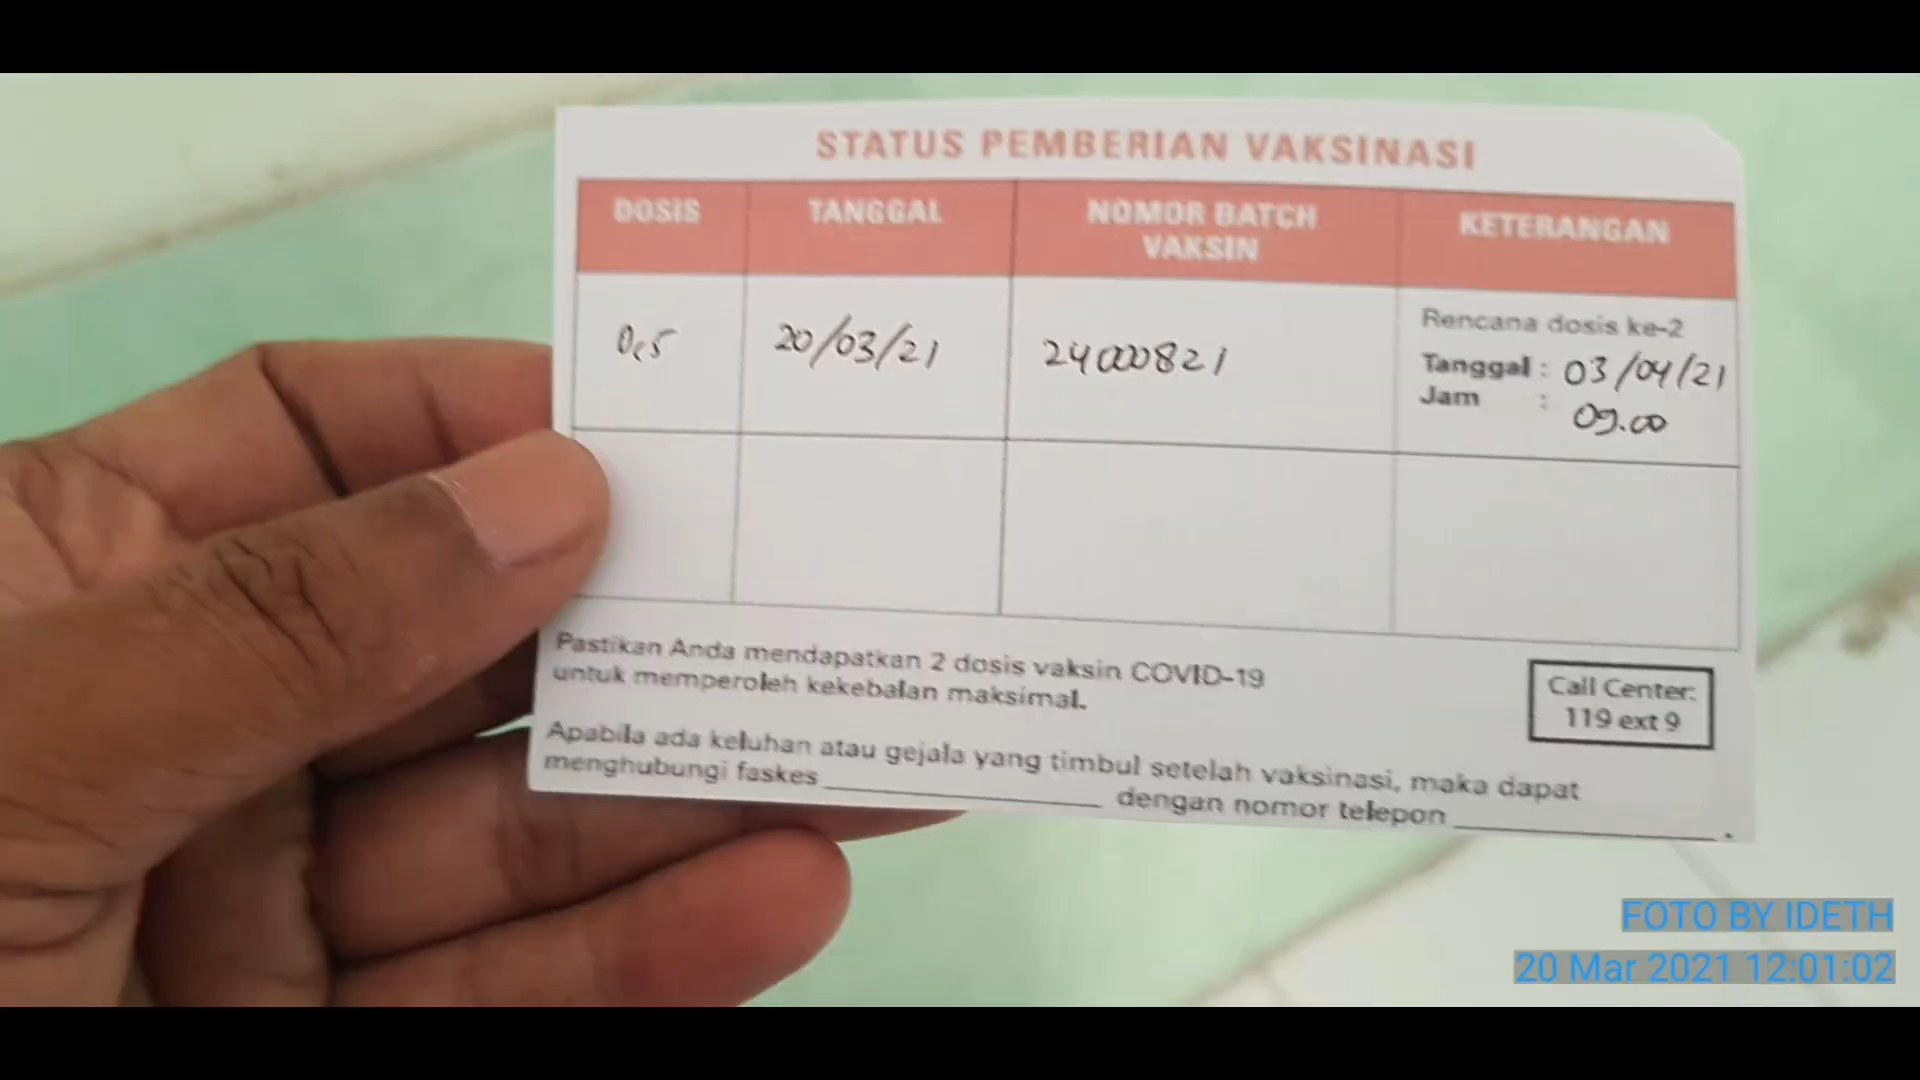 STATUS PEMBERIAN VAKSINASI
DOSIS TANGGAL NOMOR BATCH VAKSIN KETERANGAN
0,5 20/03/21 24000821
Rencana dosis ke-2
Tanggal : 03/04/21
Jam : 09.00
Pastikan Anda mendapatkan 2 dosis vaksin COVID-19
untuk memperoleh kekebalan maksimal.
Call Center:
119 ext 9
Apabila ada keluhan atau gejala yang timbul setelah vaksinasi, maka dapat
menghubungi faskes dengan nomor telepon .
FOTO BY IDETH
20 Mar 2021 12:01:02